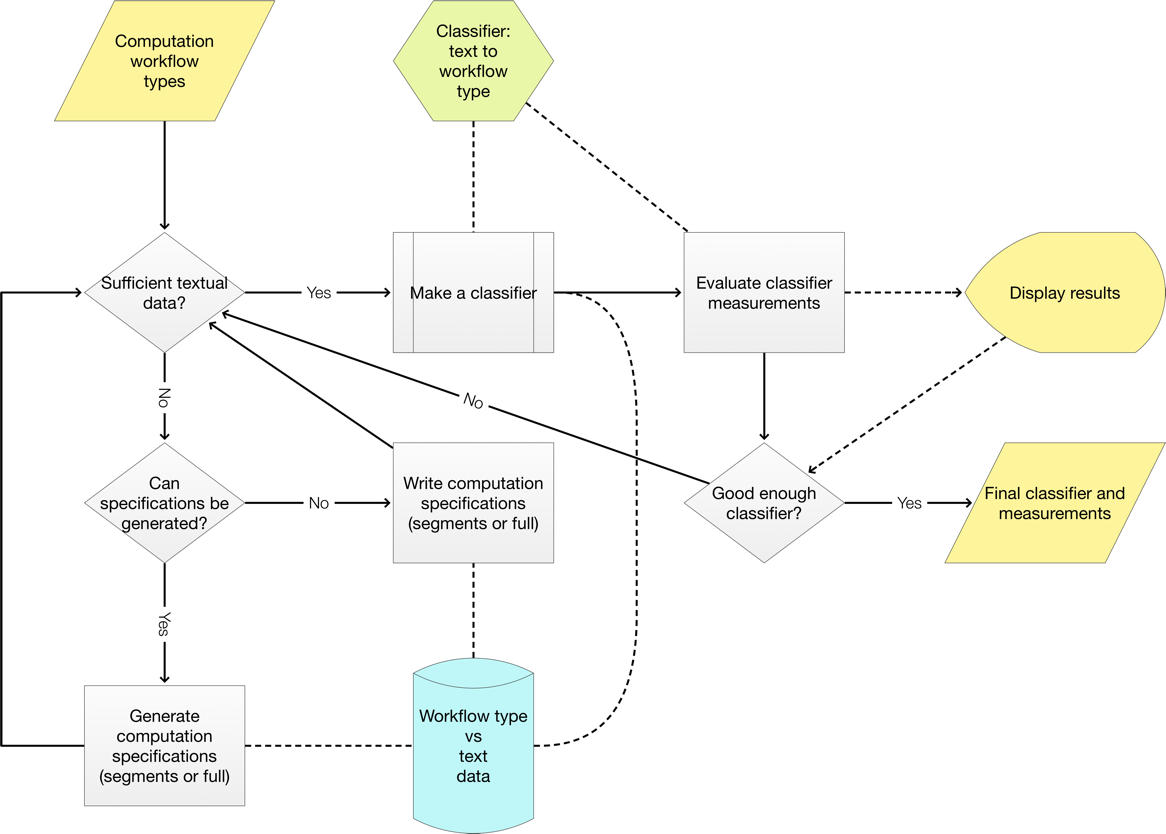 Computation
workflow
types
Classifier:
text to
workflow
type
Sufficient textual
data?
Yes
Make a classifier
Evaluate classifier
measurements
Display results
No
No
Can
specifications be
generated?
No
Write computation
specifications
(segments or full)
Good enough
classifier?
Yes
Final classifier and
measurements
Yes
Generate
computation
specifications
(segments or full)
Workflow type
vs
text
data